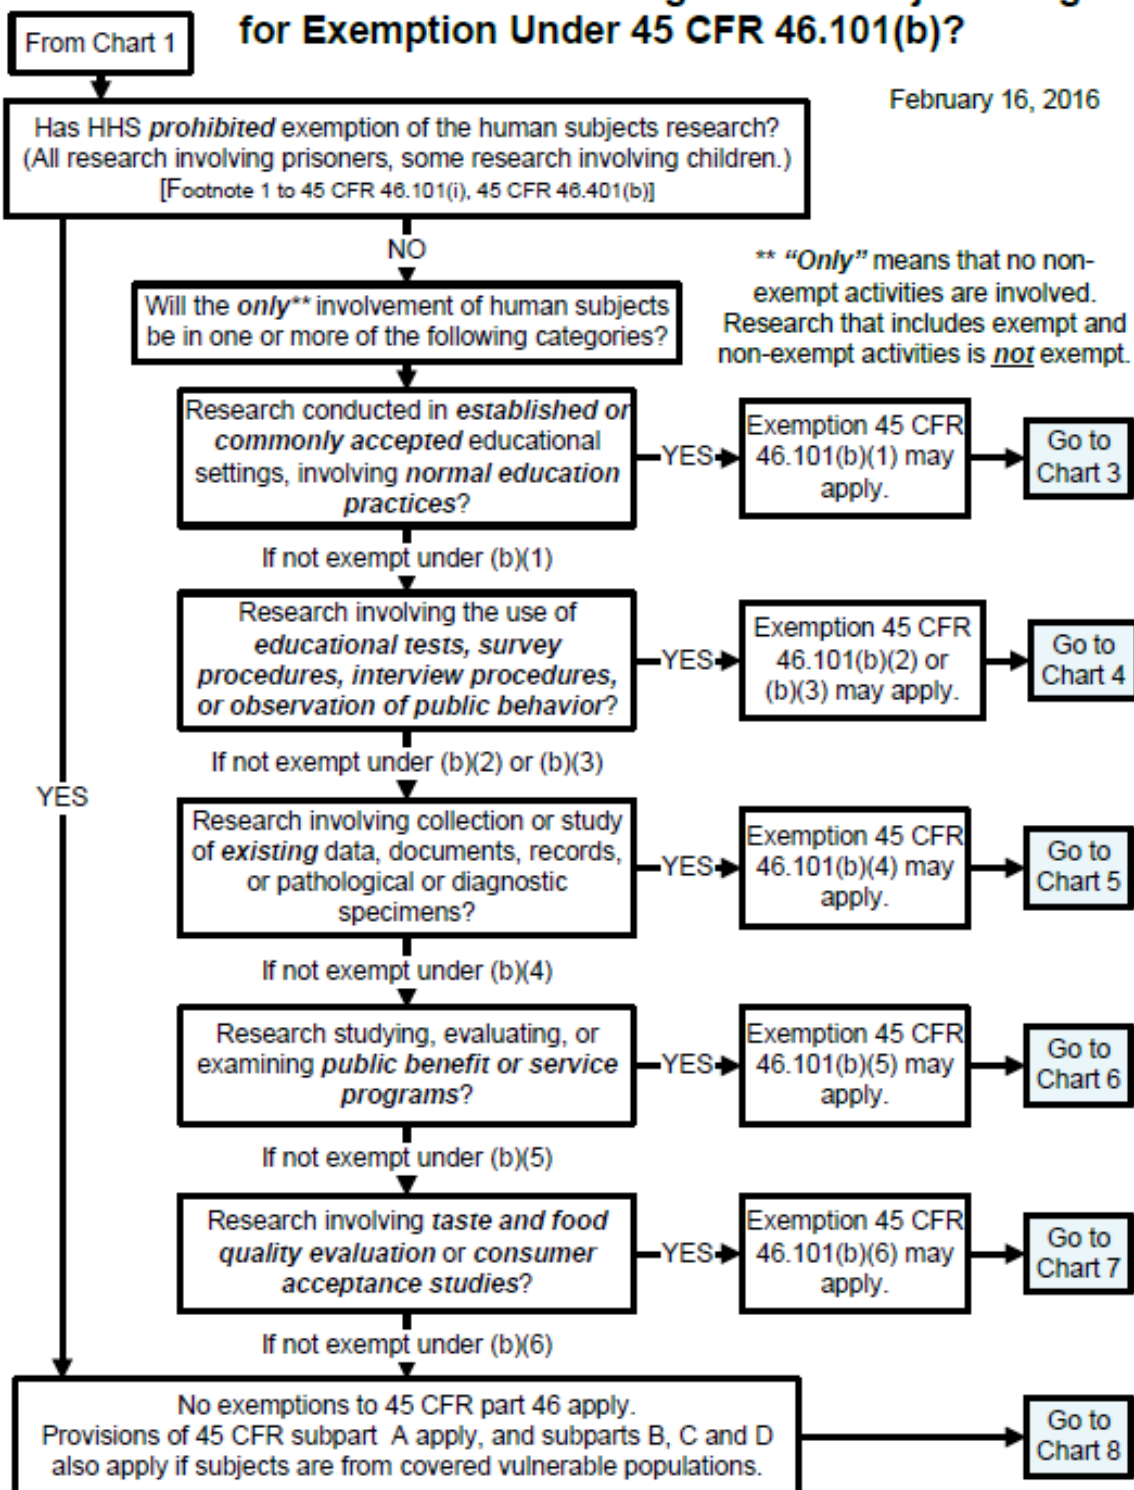 for Exemption Under 45 CFR 46.101(b)?
From Chart 1
February 16, 2016
Has HHS prohibited exemption of the human subjects research?
(All research involving prisoners, some research involving children.)
[Footnote 1 to 45 CFR 46.101(i), 45 CFR 46.401(b)]
NO
** “Only” means that no non-
exempt activities are involved.
Research that includes exempt and
non-exempt activities is not exempt.
Will the only** involvement of human subjects
be in one or more of the following categories?
Research conducted in established or
commonly accepted educational
settings, involving normal education
practices?
YES
Exemption 45 CFR
46.101(b)(1) may
apply.
Go to
Chart 3
If not exempt under (b)(1)
Research involving the use of
educational tests, survey
procedures, interview procedures,
or observation of public behavior?
YES
Exemption 45 CFR
46.101(b)(2) or
(b)(3) may apply.
Go to
Chart 4
If not exempt under (b)(2) or (b)(3)
YES
Research involving collection or study
of existing data, documents, records,
or pathological or diagnostic
specimens?
YES
Exemption 45 CFR
46.101(b)(4) may
apply.
Go to
Chart 5
If not exempt under (b)(4)
Research studying, evaluating, or
examining public benefit or service
programs?
YES
Exemption 45 CFR
46.101(b)(5) may
apply.
Go to
Chart 6
If not exempt under (b)(5)
Research involving taste and food
quality evaluation or consumer
acceptance studies?
YES
Exemption 45 CFR
46.101(b)(6) may
apply.
Go to
Chart 7
If not exempt under (b)(6)
No exemptions to 45 CFR part 46 apply.
Provisions of 45 CFR subpart A apply, and subparts B, C and D
also apply if subjects are from covered vulnerable populations.
Go to
Chart 8